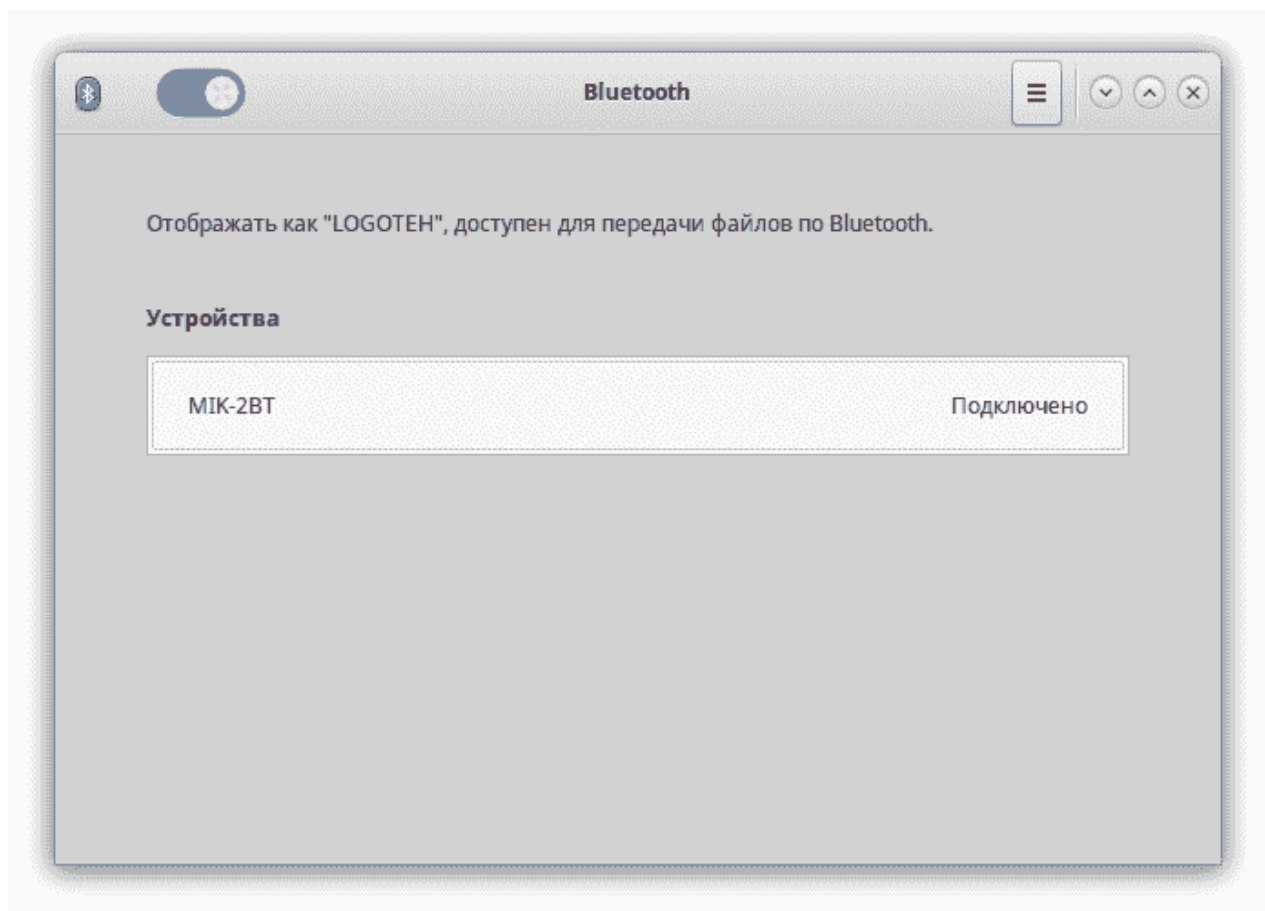 Bluetooth
Отображать как "LOGOTEH", доступен для передачи файлов по Bluetooth.
Устройства
MIK-2BT Подключено